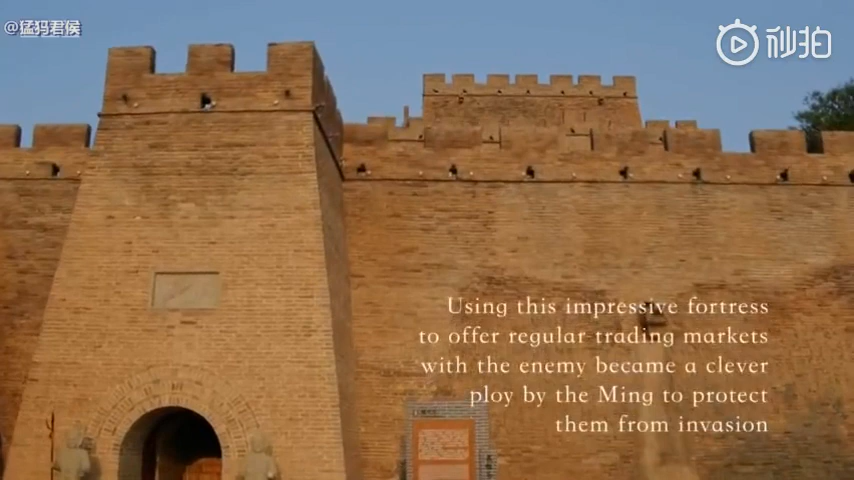 @猛犸君侯
秒拍
Using this impressive fortress
to offer regular trading markets
with the enemy became a clever
ploy by the Ming to protect
them from invasion